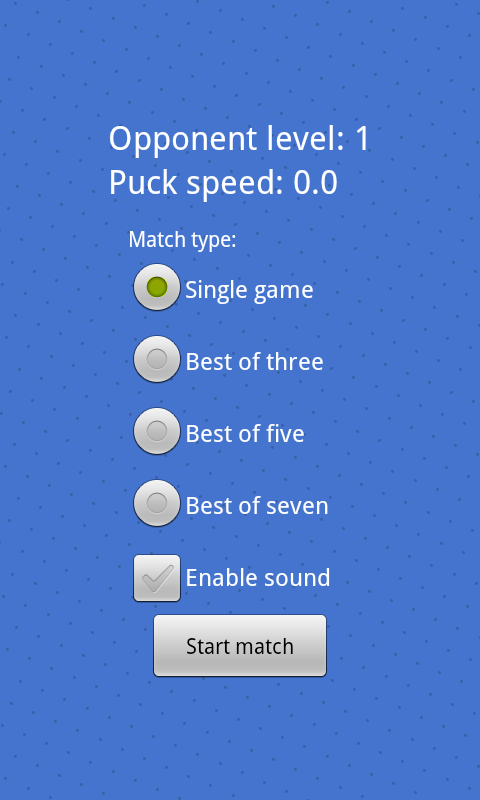 Opponent level: 1
Puck speed: 0.0
Match type:
Single game
Best of three
Best of five
Best of seven
Enable sound
Start match